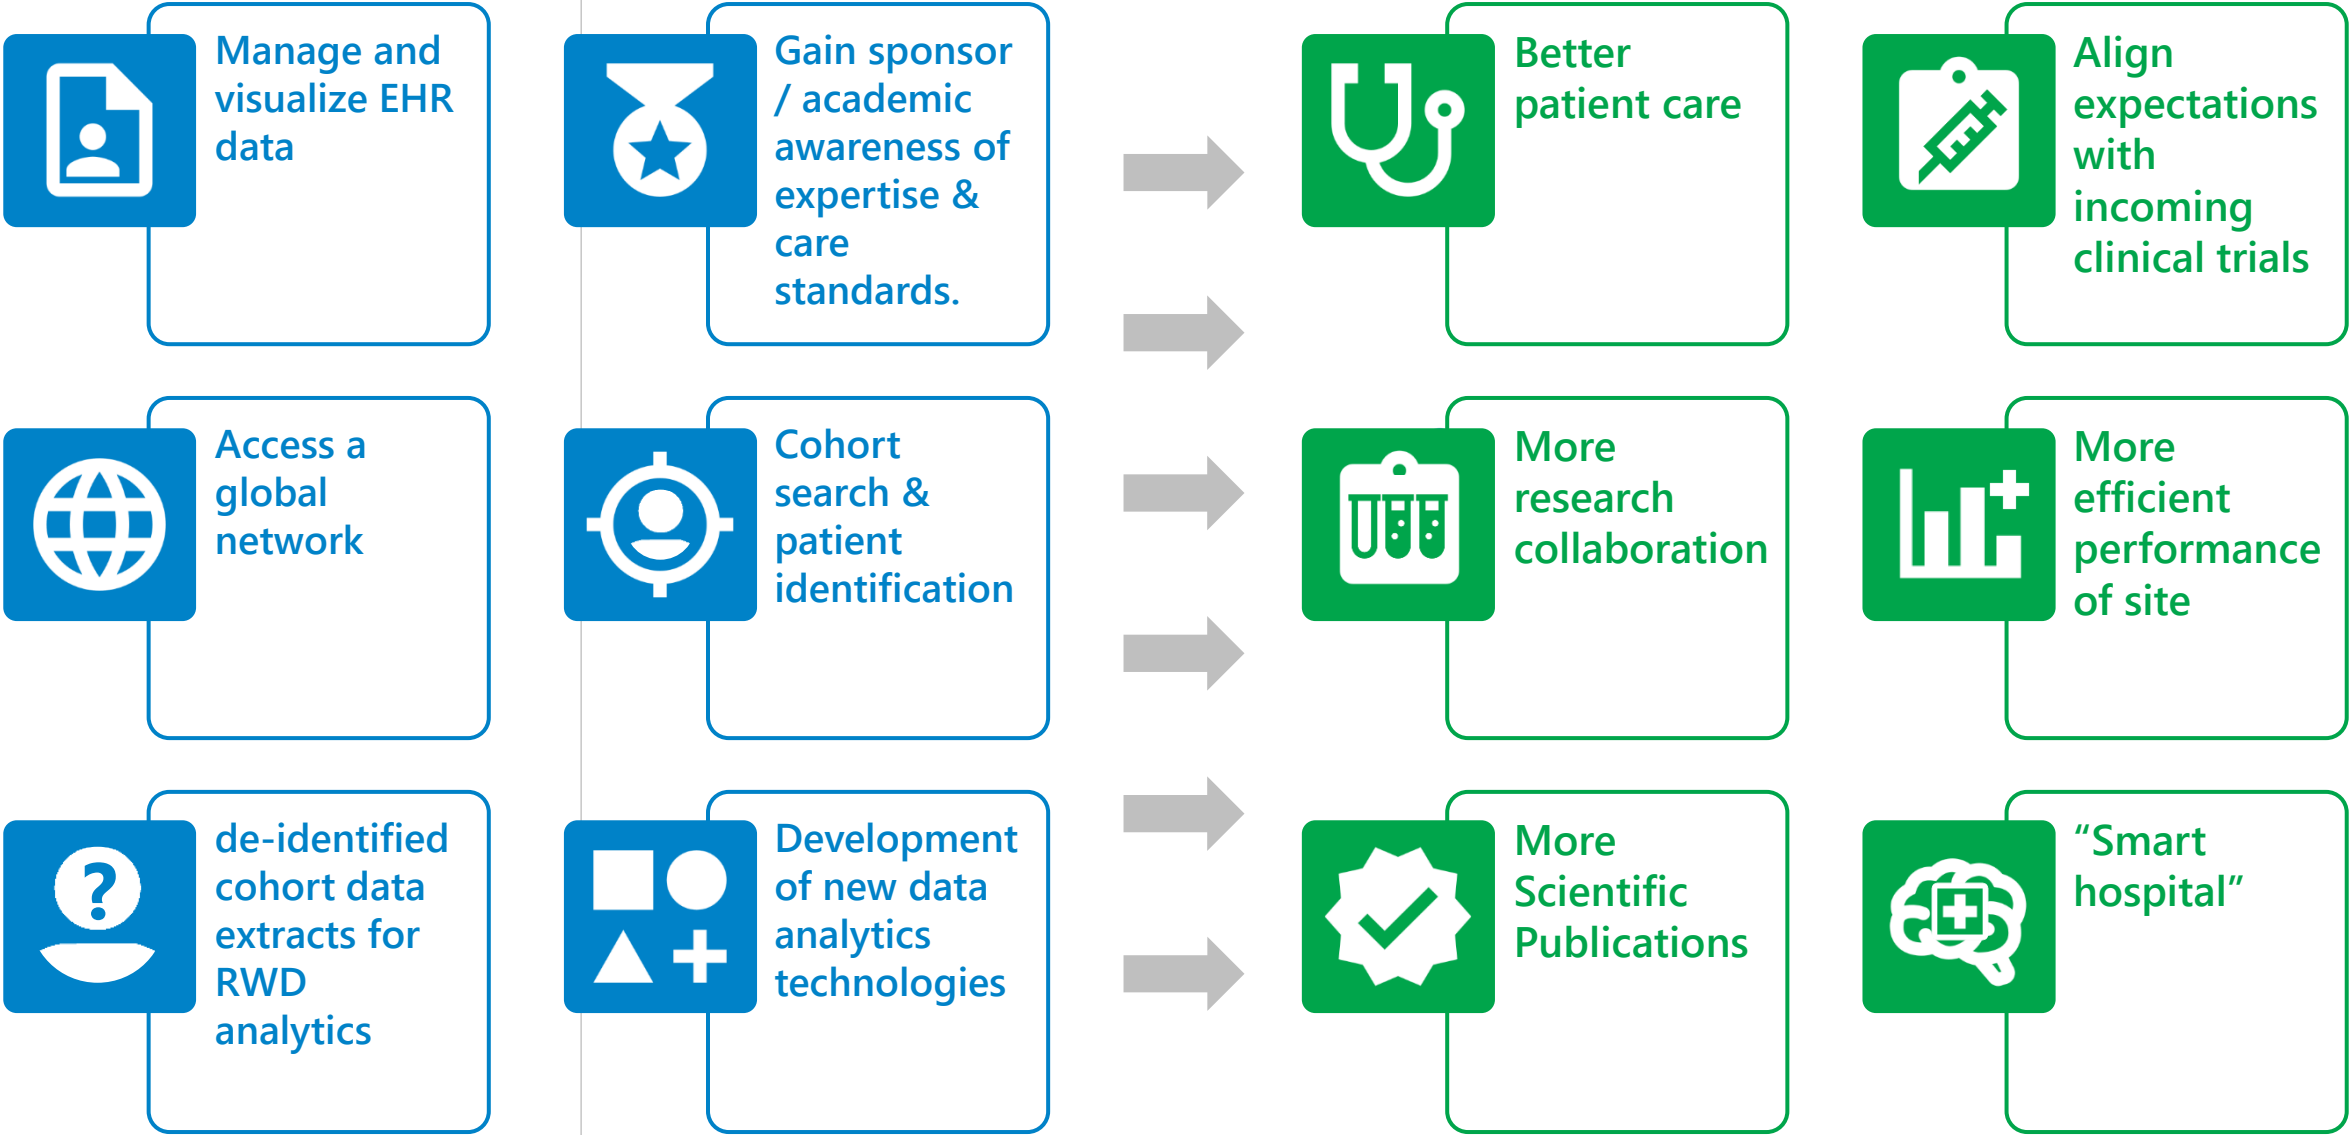 Manage and
visualize EHR
data
Gain sponsor
/ academic
awareness of
expertise &
care
standards.
Better
patient care
Align
expectations
with
incoming
clinical trials
Access a
global
network
Cohort
search &
patient
identification
More
research
collaboration
More
efficient
performance
of site
?
de-identified
cohort data
extracts for
RWD
analytics
Development
of new data
analytics
technologies
More
Scientific
Publications
“Smart
hospital”